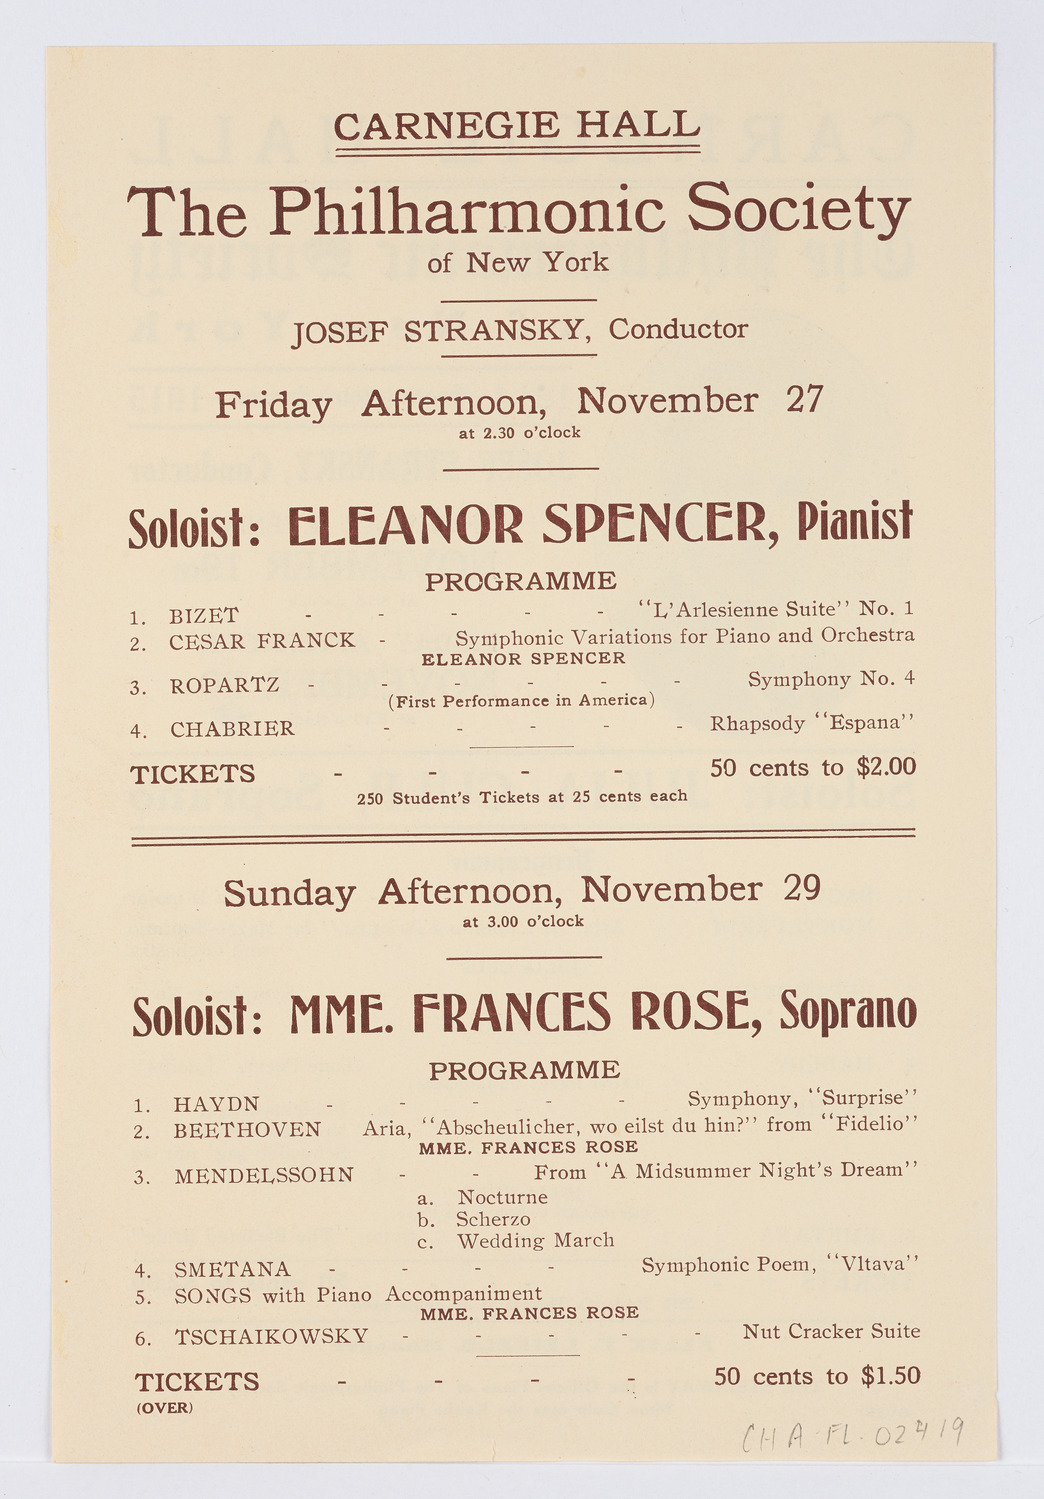 CARNEGIE HALL
The Philharmonic Society
of New York
JOSEF STRANSKY, Conductor
Friday Afternoon, November 27
at 2.30 o'clock
Soloist: ELEANOR SPENCER, Pianist
PROGRAMME
1. BIZET - - - - - "L'Arlesienne Suite" No. 1
2. CESAR FRANCK - Symphonic Variations for Piano and Orchestra
ELEANOR SPENCER
3. ROPARTZ - - - - - - Symphony No. 4
(First Performance in America)
4. CHABRIER - - - - - Rhapsody "Espana"
TICKETS - - - - 50 cents to $2.00
250 Student's Tickets at 25 cents each
Sunday Afternoon, November 29
at 3.00 o'clock
Soloist: MME. FRANCES ROSE, Soprano
PROGRAMME
1. HAYDN - - - - - Symphony, "Surprise"
2. BEETHOVEN Aria, "Abscheulicher, wo eilst du hin?" from "Fidelio"
MME. FRANCES ROSE
3. MENDELSSOHN - - From "A Midsummer Night's Dream"
a. Nocturne
b. Scherzo
c. Wedding March
4. SMETANA - - - - Symphonic Poem, "Vltava"
5. SONGS with Piano Accompaniment
MME. FRANCES ROSE
6. TSCHAIKOWSKY - - - - - Nut Cracker Suite
TICKETS - - - - 50 cents to $1.50
(OVER)
CHA-FL-02419